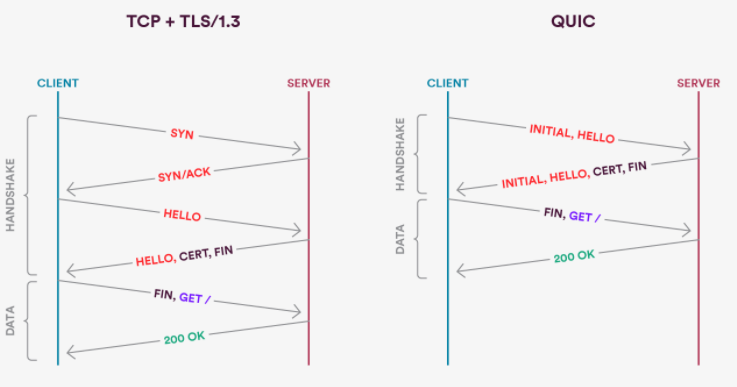 TCP + TLS/1.3
CLIENT
SERVER
HANDSHAKE
SYN
SYN/ACK
HELLO
HELLO, CERT, FIN
DATA
FIN, GET /
200 OK
QUIC
CLIENT
SERVER
HANDSHAKE
INITIAL, HELLO
INITIAL, HELLO, CERT, FIN
DATA
FIN, GET /
200 OK